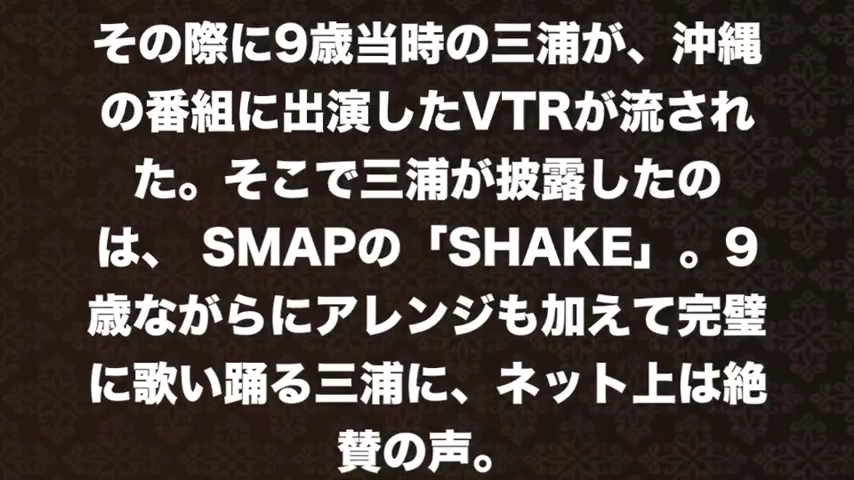 その際に9歳当時の三浦が、沖縄
の番組に出演したVTRが流され
た。そこで三浦が披露したの
は、 SMAPの「SHAKE」。9
歳ながらにアレンジも加えて完璧
に歌い踊る三浦に、ネット上は絶
賛の声。